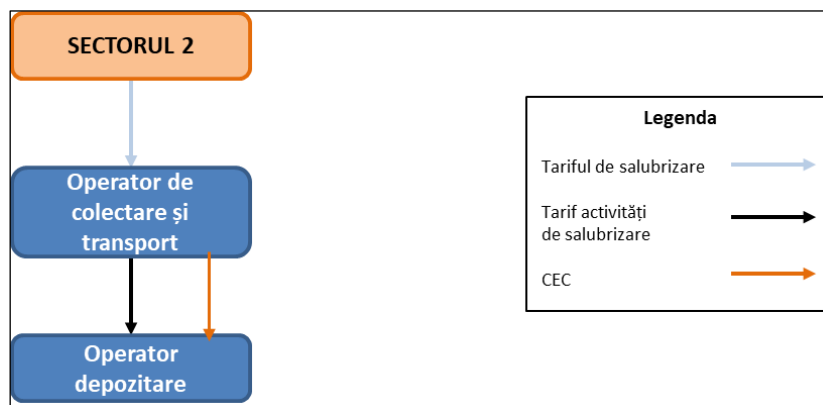 SECTORUL 2
Operator de
colectare și
transport
Operator
depozitare
Legenda
Tariful de salubrizare
Tarif activități
de salubrizare
CEC